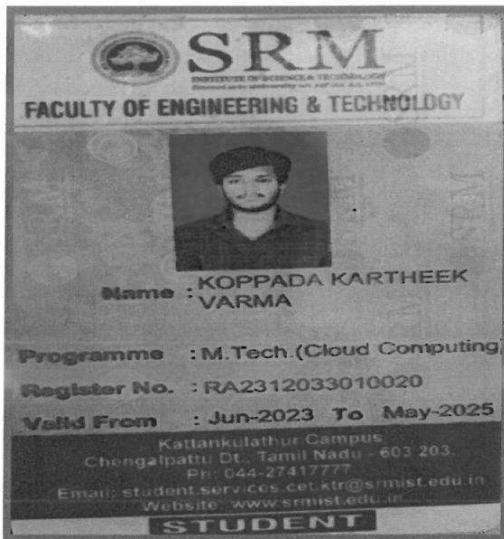 SRM
INSTITUTE OF SCIENCE & TECHNOLOGY
FACULTY OF ENGINEERING & TECHNOLOGY
Name : KOPPADA KARTHEEK
VARMA
Programme : M.Tech.(Cloud Computing)
Register No. : RA2312033010020
Valid From : Jun-2023 To May-2025
Kattankulathur Campus
Chengalpattu Dt., Tamil Nadu - 603 203.
Ph: 044-27417777
Email: student.services.cet.ktr@srmist.edu.in
Website: www.srmist.edu.in
STUDENT